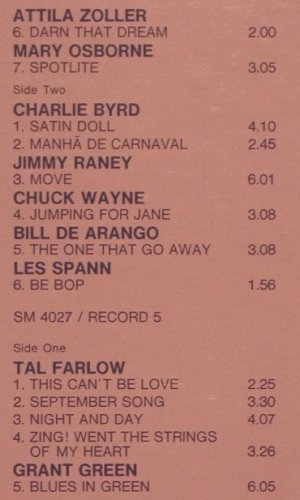 ATTILA ZOLLER
6. DARN THAT DREAM 2.00
MARY OSBORNE
7. SPOTLITE 3.05
Side Two
CHARLIE BYRD
1. SATIN DOLL 4.10
2. MANHÃ DE CARNAVAL 2.45
JIMMY RANEY
3. MOVE 6.01
CHUCK WAYNE
4. JUMPING FOR JANE 3.08
BILL DE ARANGO
5. THE ONE THAT GO AWAY 3.08
LES SPANN
6. BE BOP 1.56
SM 4027 / RECORD 5
Side One
TAL FARLOW
1. THIS CAN'T BE LOVE 2.25
2. SEPTEMBER SONG 3.30
3. NIGHT AND DAY 4.07
4. ZING! WENT THE STRINGS
OF MY HEART 3.26
GRANT GREEN
5. BLUES IN GREEN 6.05